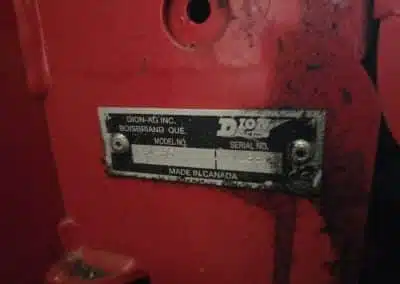 DION-AG INC.
BOISBRIAND QUE.
DION
MODEL NO.
SERIAL NO.
MADE IN CANADA